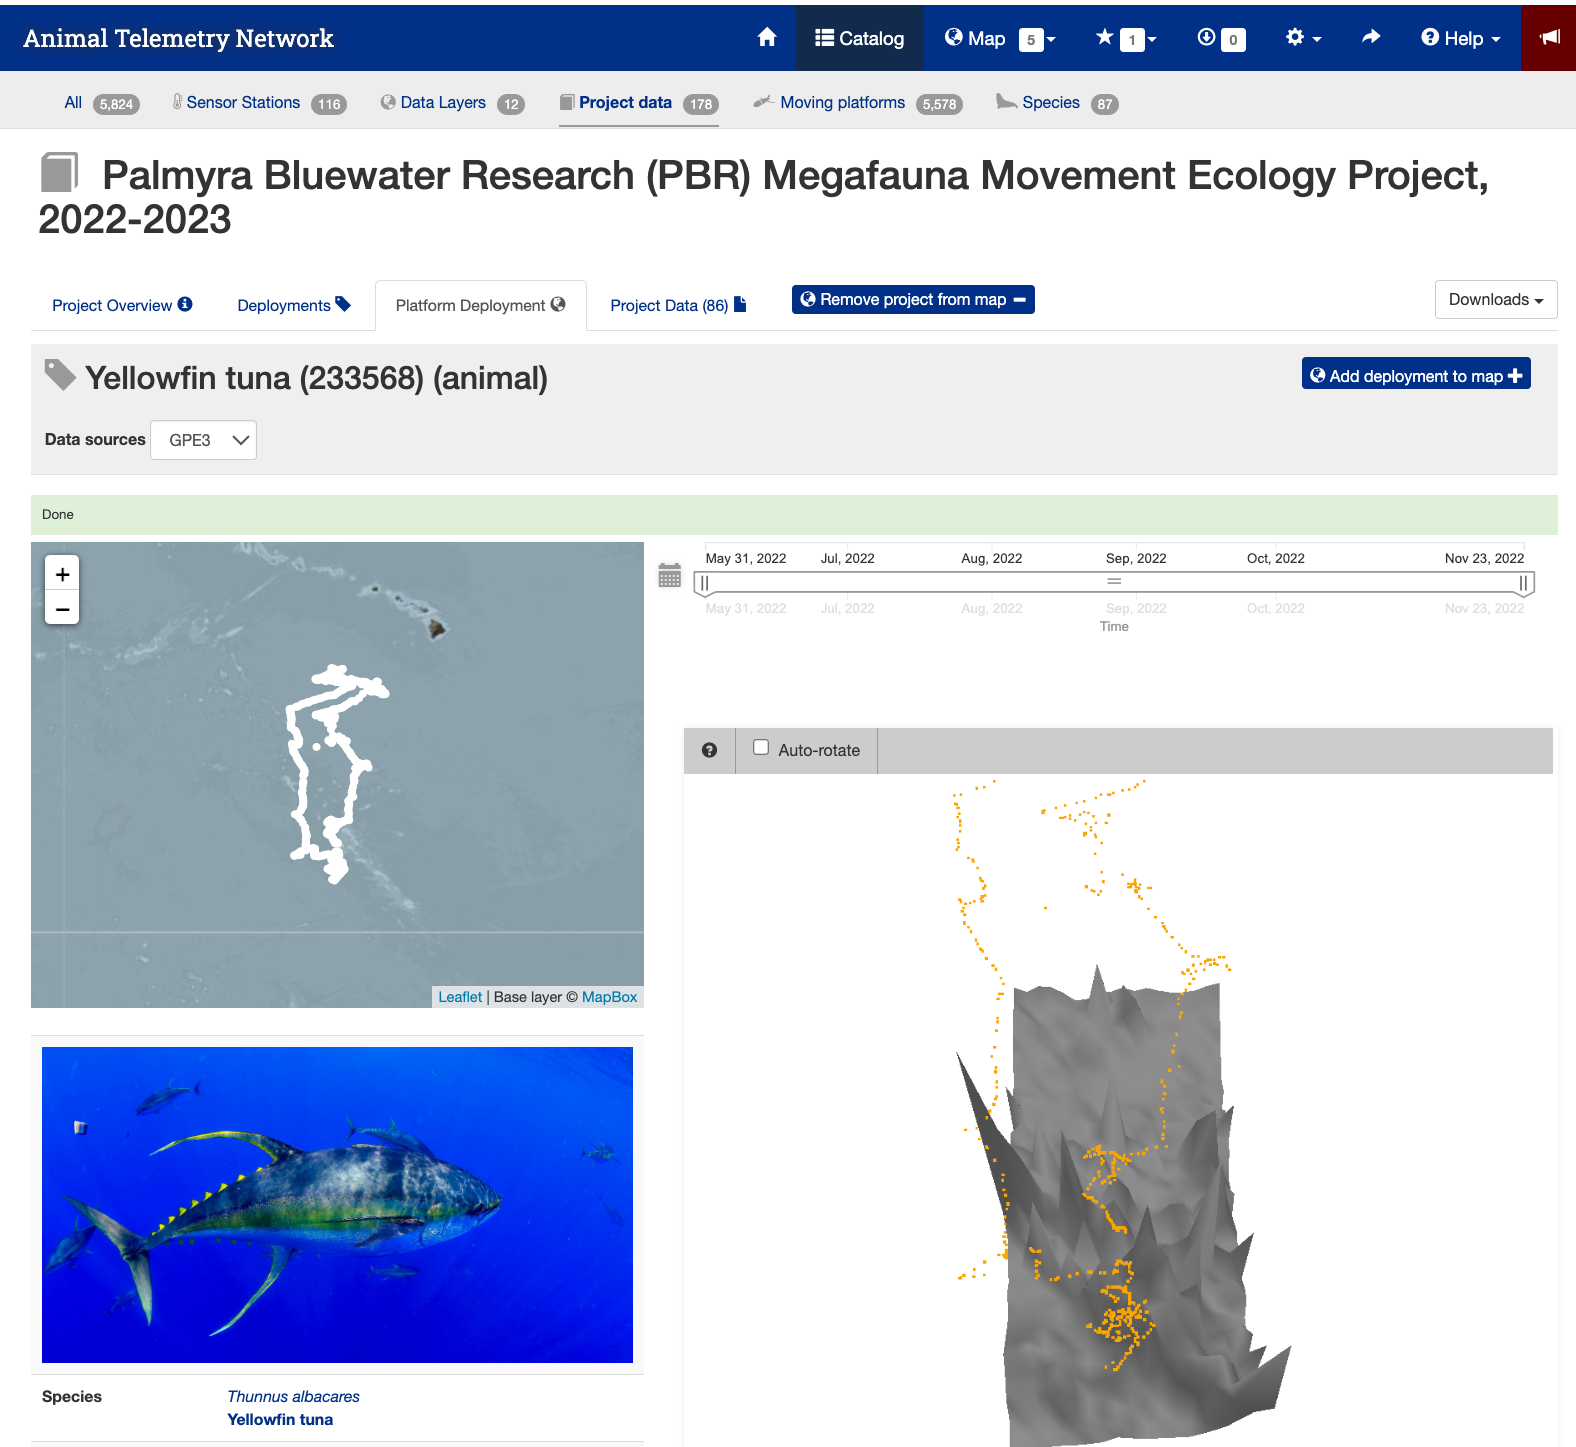 Animal Telemetry Network
Catalog
Map 5
1
0
Help
All 5,824
Sensor Stations 116
Data Layers 12
Project data 178
Moving platforms 5,578
Species 87
Palmyra Bluewater Research (PBR) Megafauna Movement Ecology Project,
2022-2023
Project Overview
Deployments
Platform Deployment
Project Data (86)
Remove project from map
Downloads
Yellowfin tuna (233568) (animal)
Add deployment to map
Data sources
GPE3
Done
+
−
Leaflet | Base layer © MapBox
May 31, 2022 Jul, 2022 Aug, 2022 Sep, 2022 Oct, 2022 Nov 23, 2022
May 31, 2022 Jul, 2022 Aug, 2022 Sep, 2022 Oct, 2022 Nov 23, 2022
Time
Auto-rotate
Species
Thunnus albacares
Yellowfin tuna